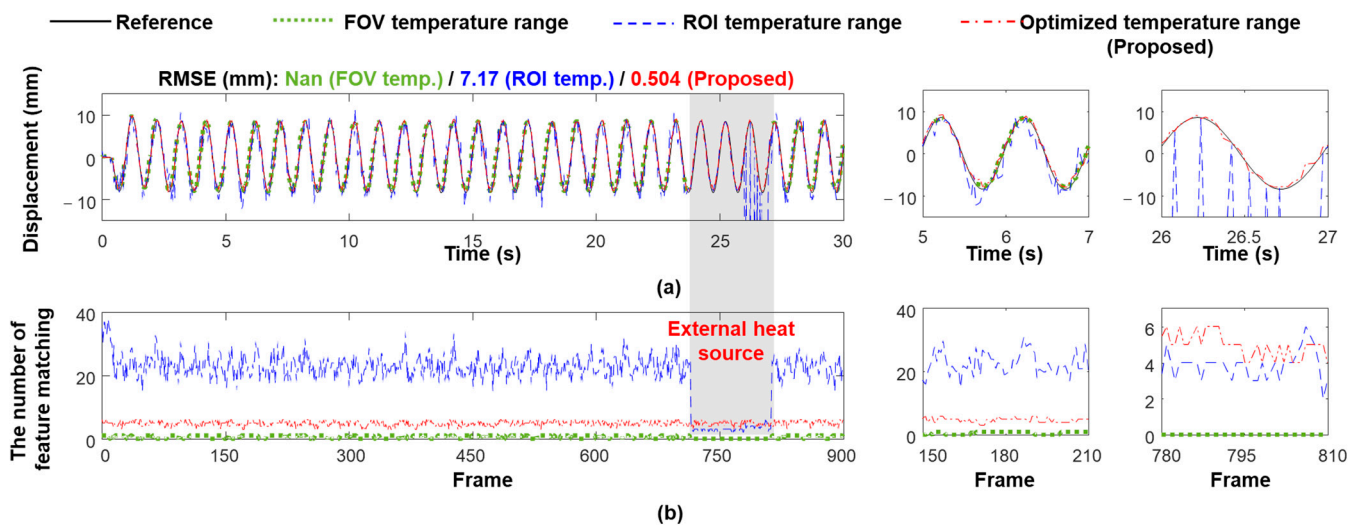 Reference
FOV temperature range
ROI temperature range
Optimized temperature range
(Proposed)
RMSE (mm): Nan (FOV temp.) / 7.17 (ROI temp.) / 0.504 (Proposed)
Displacement (mm)
10
0
−10
0 5 10 15 20 25 30
Time (s)
10
0
−10
5 6 7
Time (s)
10
0
−10
26 26.5 27
Time (s)
(a)
The number of
feature matching
40
20
0
External heat
source
0 150 300 450 600 750 900
Frame
40
20
0
150 180 210
Frame
6
4
2
0
780 795 810
Frame
(b)